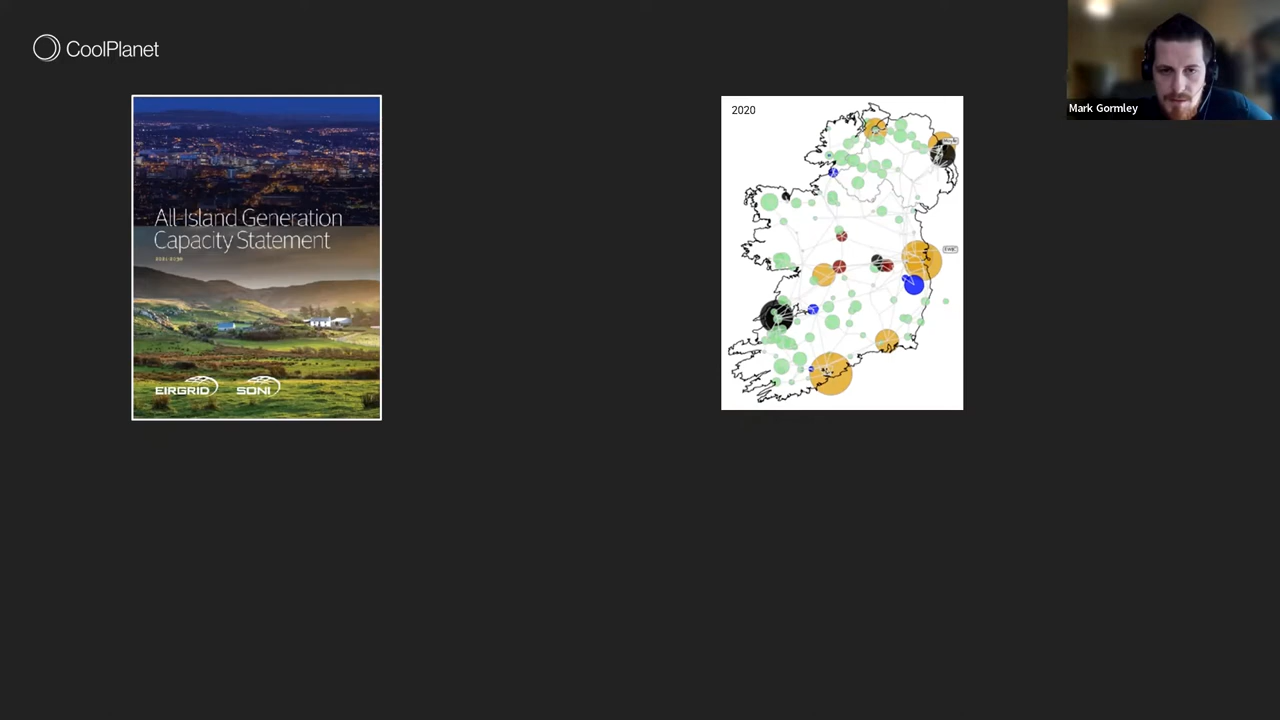 CoolPlanet
Mark Gormley
All-Island Generation
Capacity Statement
EIRGRID
SONI
2020